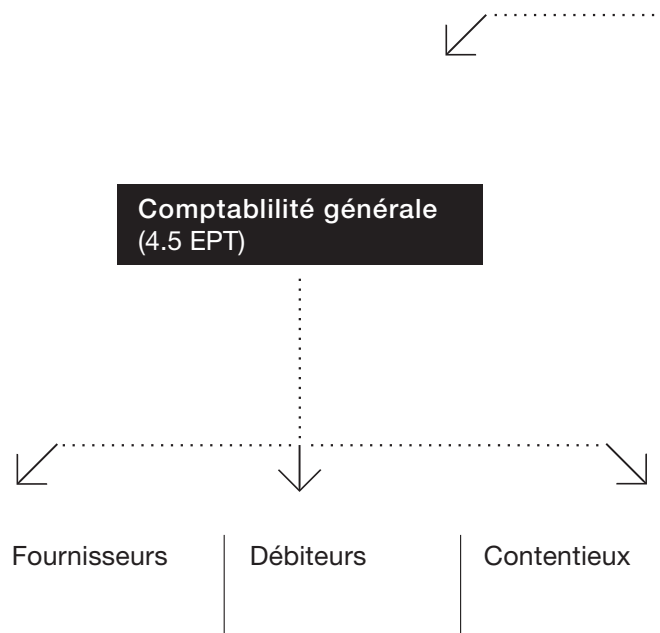 Comptablilité générale
(4.5 EPT)
Fournisseurs
Débiteurs
Contentieux